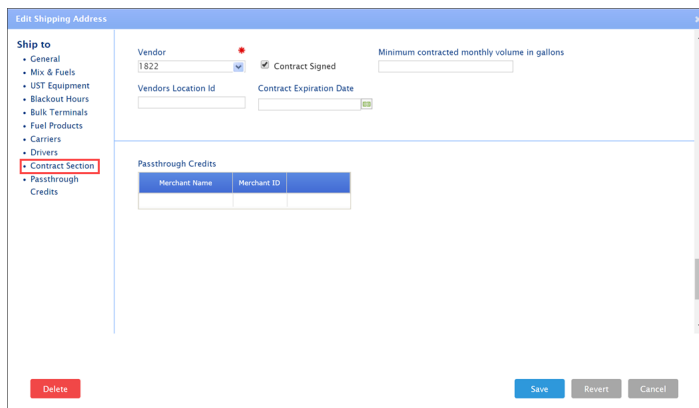 Edit Shipping Address
Ship to
General
Mix & Fuels
UST Equipment
Blackout Hours
Bulk Terminals
Fuel Products
Carriers
Drivers
Contract Section
Passthrough
Credits
Vendor *
1822
Contract Signed
Minimum contracted monthly volume in gallons
Vendors Location Id
Contract Expiration Date
Passthrough Credits
Merchant Name Merchant ID
Delete
Save
Revert
Cancel